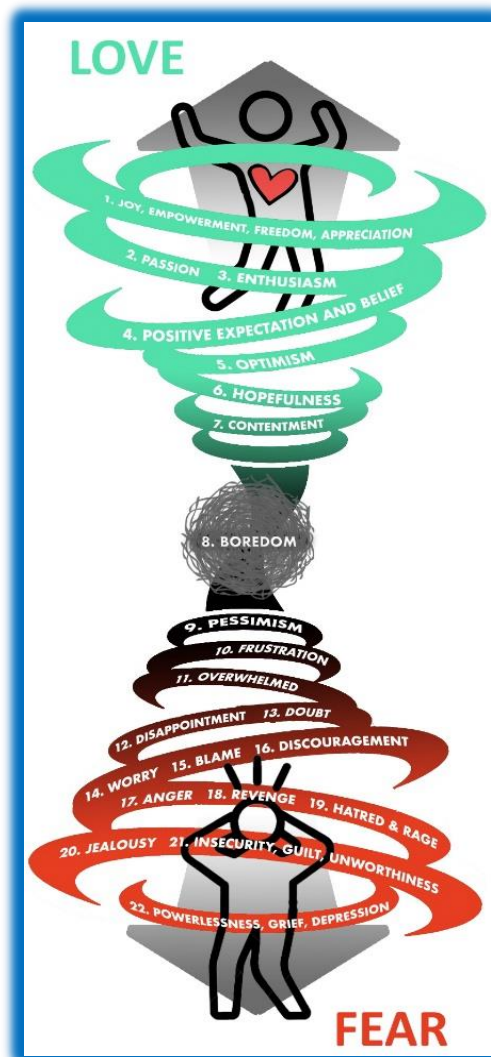 LOVE
1. JOY, EMPOWERMENT, FREEDOM, APPRECIATION
2. PASSION 3. ENTHUSIASM
4. POSITIVE EXPECTATION AND BELIEF
5. OPTIMISM
6. HOPEFULNESS
7. CONTENTMENT
8. BOREDOM
9. PESSIMISM
10. FRUSTRATION
11. OVERWHELMED
12. DISAPPOINTMENT 13. DOUBT
14. WORRY 15. BLAME 16. DISCOURAGEMENT
17. ANGER 18. REVENGE 19. HATRED & RAGE
20. JEALOUSY 21. INSECURITY, GUILT, UNWORTHINESS
22. POWERLESSNESS, GRIEF, DEPRESSION
FEAR